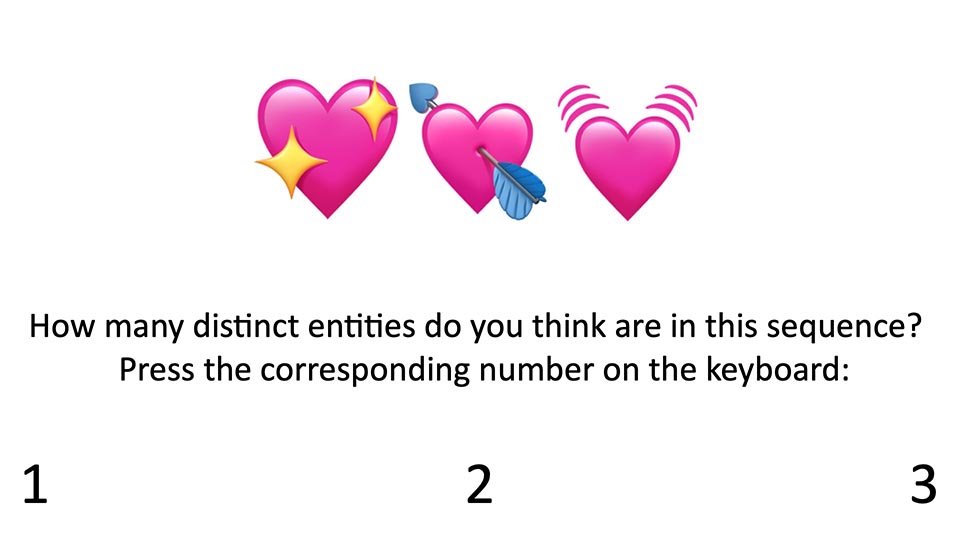 How many distinct entities do you think are in this sequence?
Press the corresponding number on the keyboard:
1 2 3